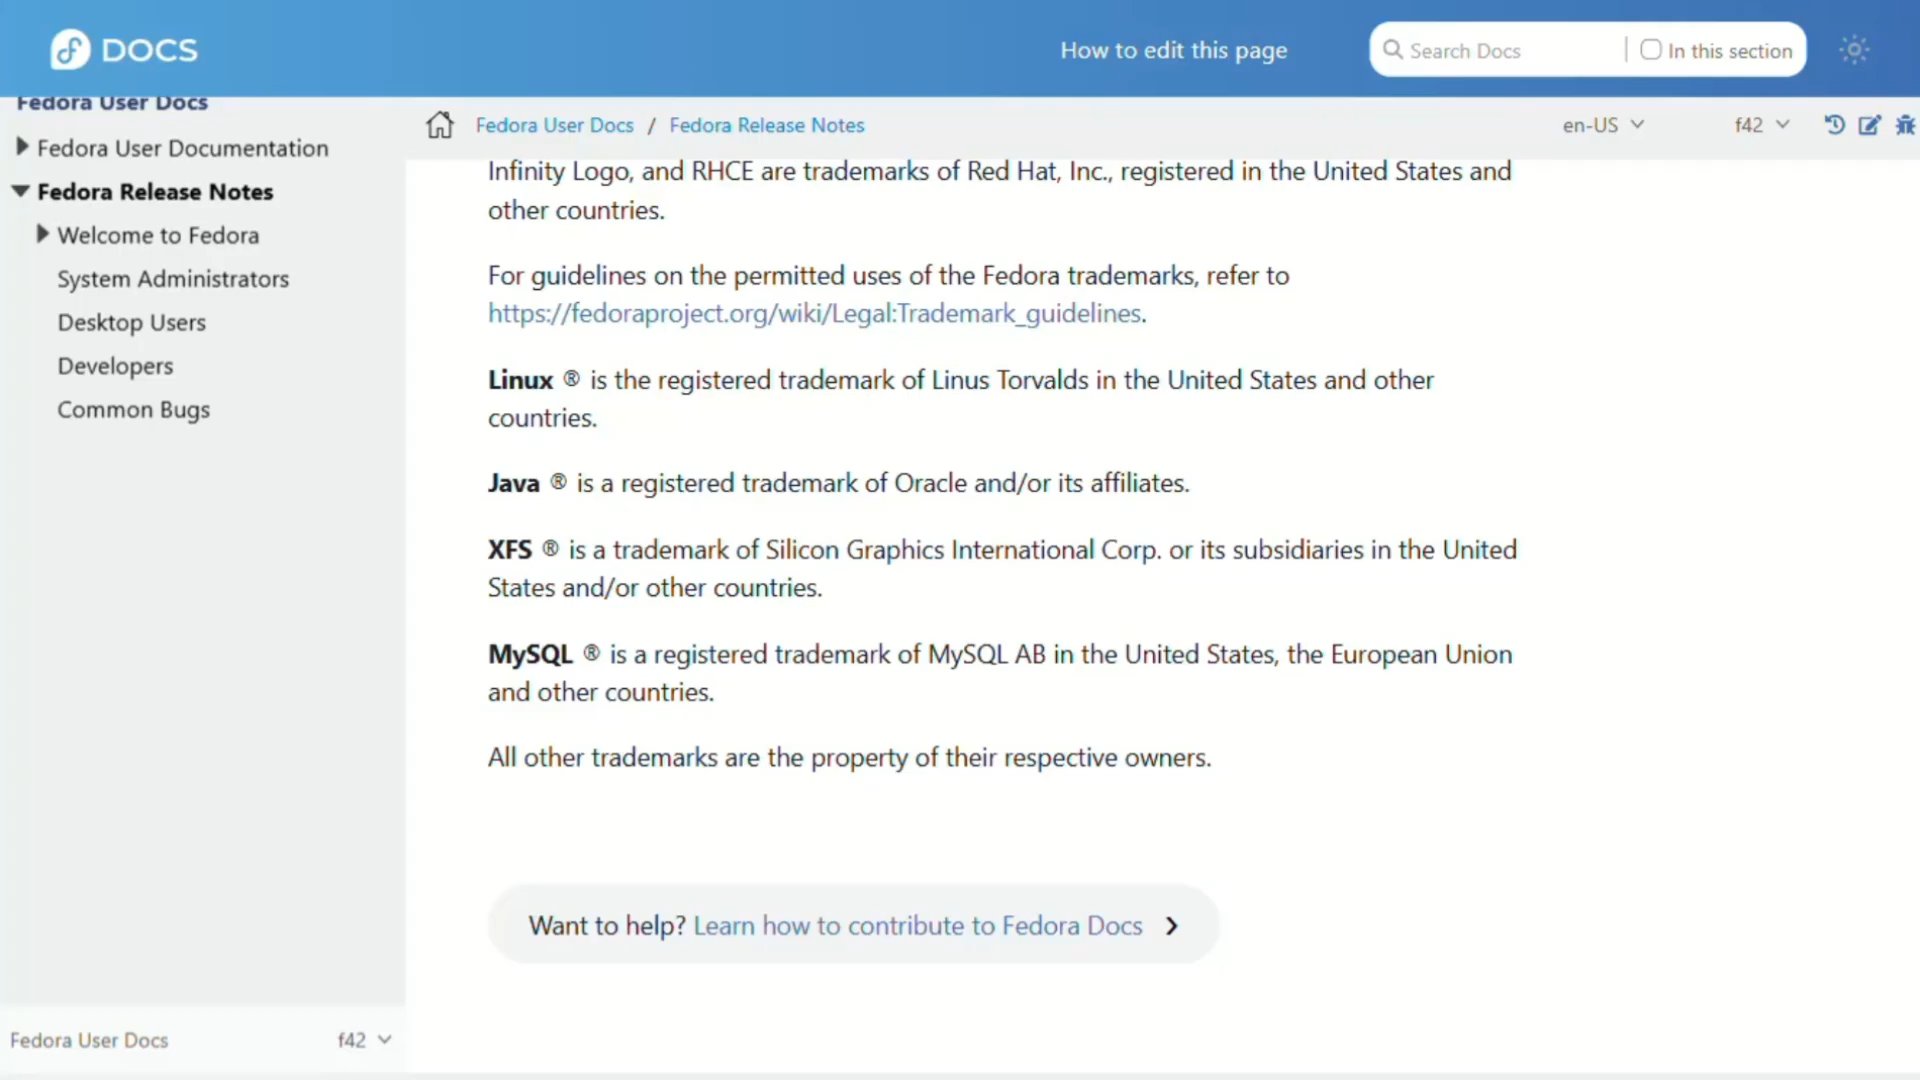 DOCS
How to edit this page
Search Docs
In this section
Fedora User Docs
Fedora User Documentation
Fedora Release Notes
Welcome to Fedora
System Administrators
Desktop Users
Developers
Common Bugs
Fedora User Docs f42
Fedora User Docs / Fedora Release Notes
en-US
f42
Infinity Logo, and RHCE are trademarks of Red Hat, Inc., registered in the United States and
other countries.
For guidelines on the permitted uses of the Fedora trademarks, refer to
https://fedoraproject.org/wiki/Legal:Trademark_guidelines.
Linux ® is the registered trademark of Linus Torvalds in the United States and other
countries.
Java ® is a registered trademark of Oracle and/or its affiliates.
XFS ® is a trademark of Silicon Graphics International Corp. or its subsidiaries in the United
States and/or other countries.
MySQL ® is a registered trademark of MySQL AB in the United States, the European Union
and other countries.
All other trademarks are the property of their respective owners.
Want to help? Learn how to contribute to Fedora Docs